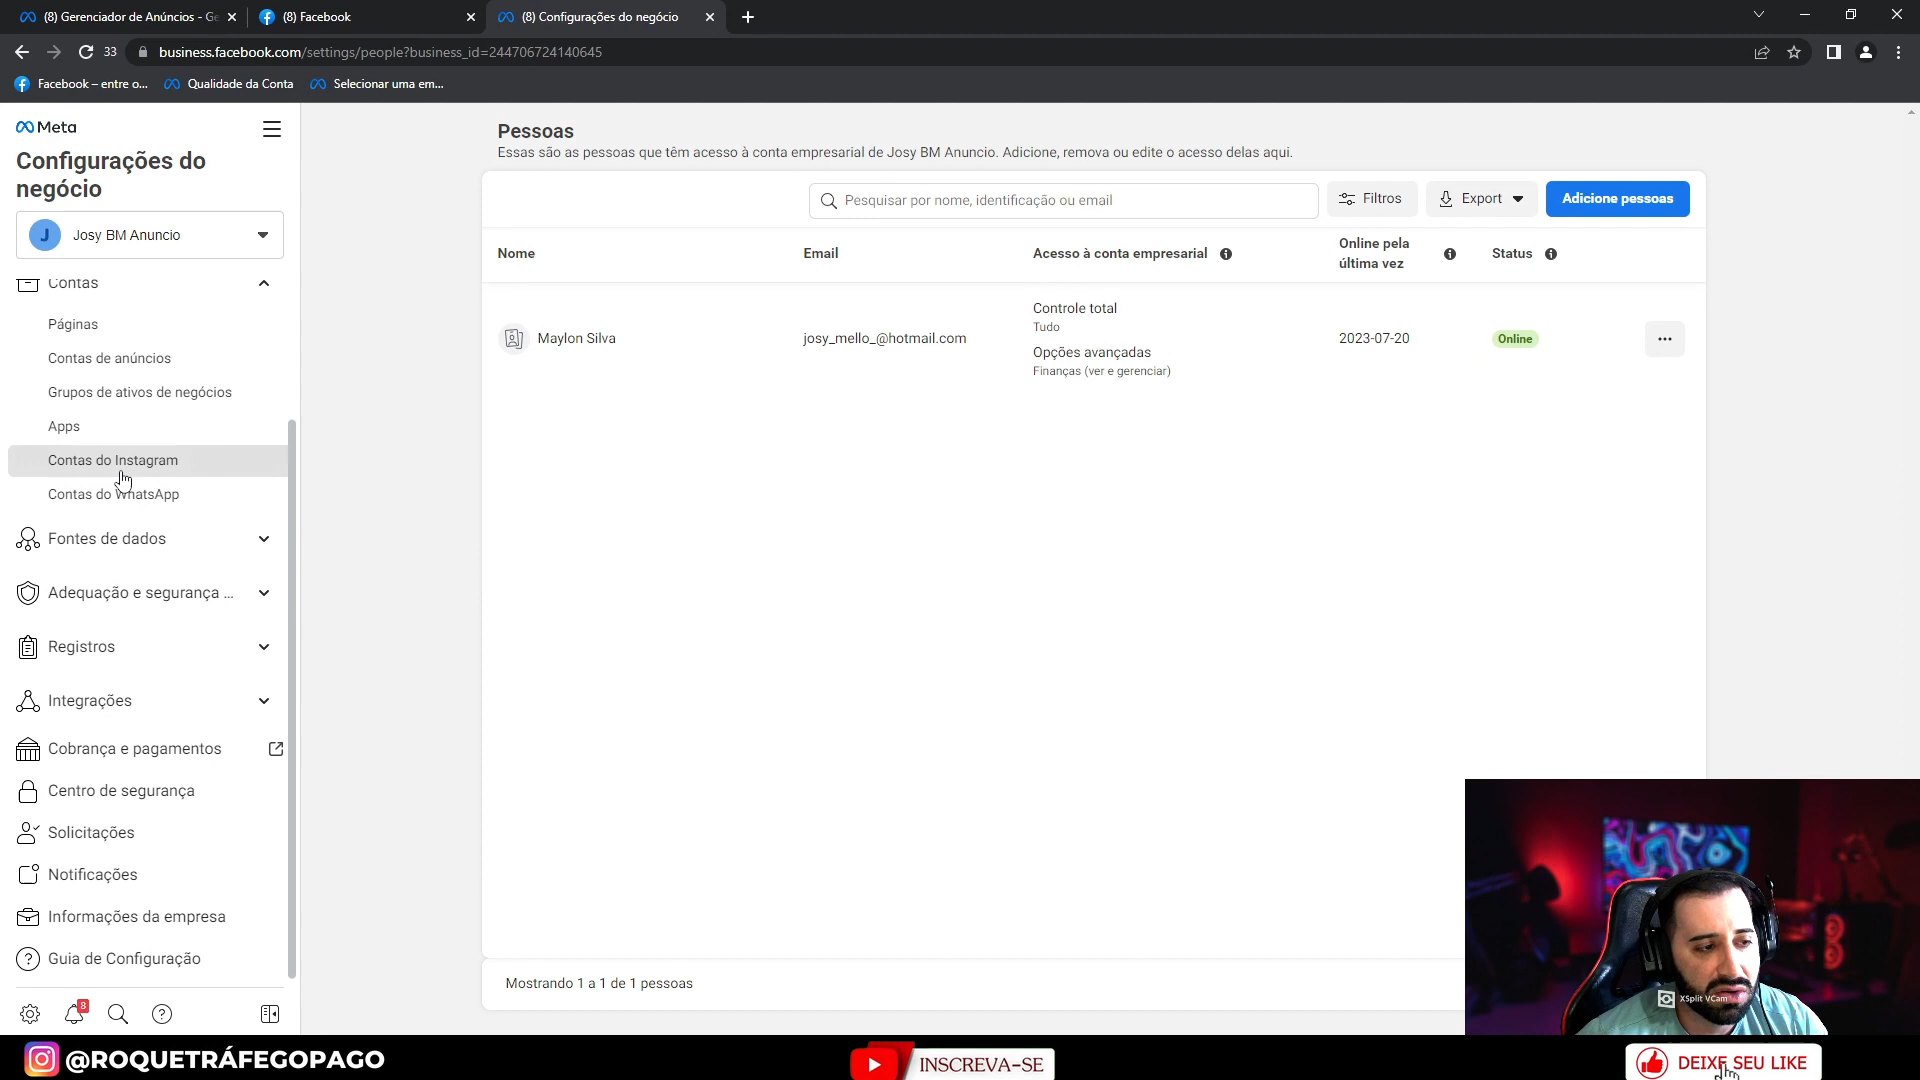 (8) Gerenciador de Anúncios - Ge
(8) Facebook
(8) Configurações do negócio
33
business.facebook.com/settings/people?business_id=244706724140645
Facebook – entre o...
Qualidade da Conta
Selecionar uma em...
Meta
Configurações do
negócio
J
Josy BM Anuncio
Contas
Páginas
Contas de anúncios
Grupos de ativos de negócios
Apps
Contas do Instagram
Contas do WhatsApp
Fontes de dados
Adequação e segurança ...
Registros
Integrações
Cobrança e pagamentos
Centro de segurança
Solicitações
Notificações
Informações da empresa
Guia de Configuração
8
Pessoas
Essas são as pessoas que têm acesso à conta empresarial de Josy BM Anuncio. Adicione, remova ou edite o acesso delas aqui.
Pesquisar por nome, identificação ou email
Filtros
Export
Adicione pessoas
Nome
Email
Acesso à conta empresarial
Online pela
última vez
Status
Maylon Silva
josy_mello_@hotmail.com
Controle total
Tudo
Opções avançadas
Finanças (ver e gerenciar)
2023-07-20
Online
Mostrando 1 a 1 de 1 pessoas
XSplit VCam
@ROQUETRÁFEGOPAGO
INSCREVA-SE
DEIXE SEU LIKE